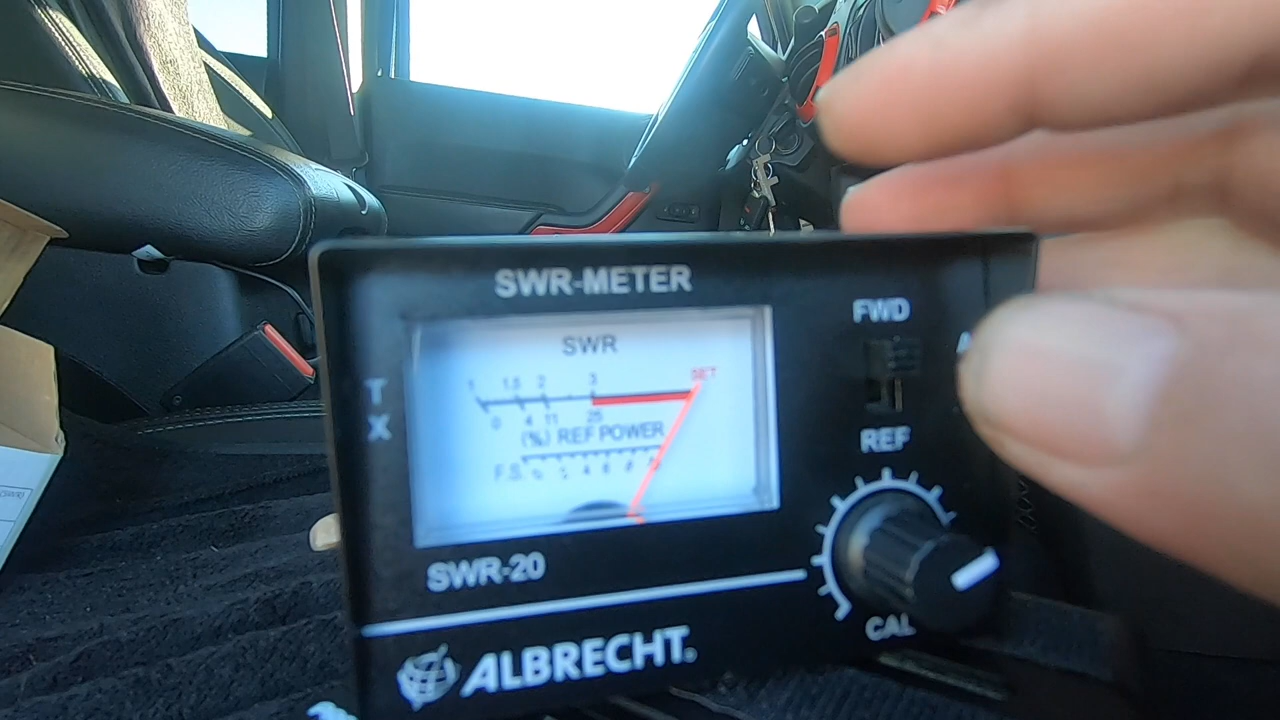 SWR-METER
FWD
SWR
SET
1 1.5 2 3
T
X
0 4 11 25
(%) REF POWER
REF
F.S.
SWR-20
CAL
ALBRECHT